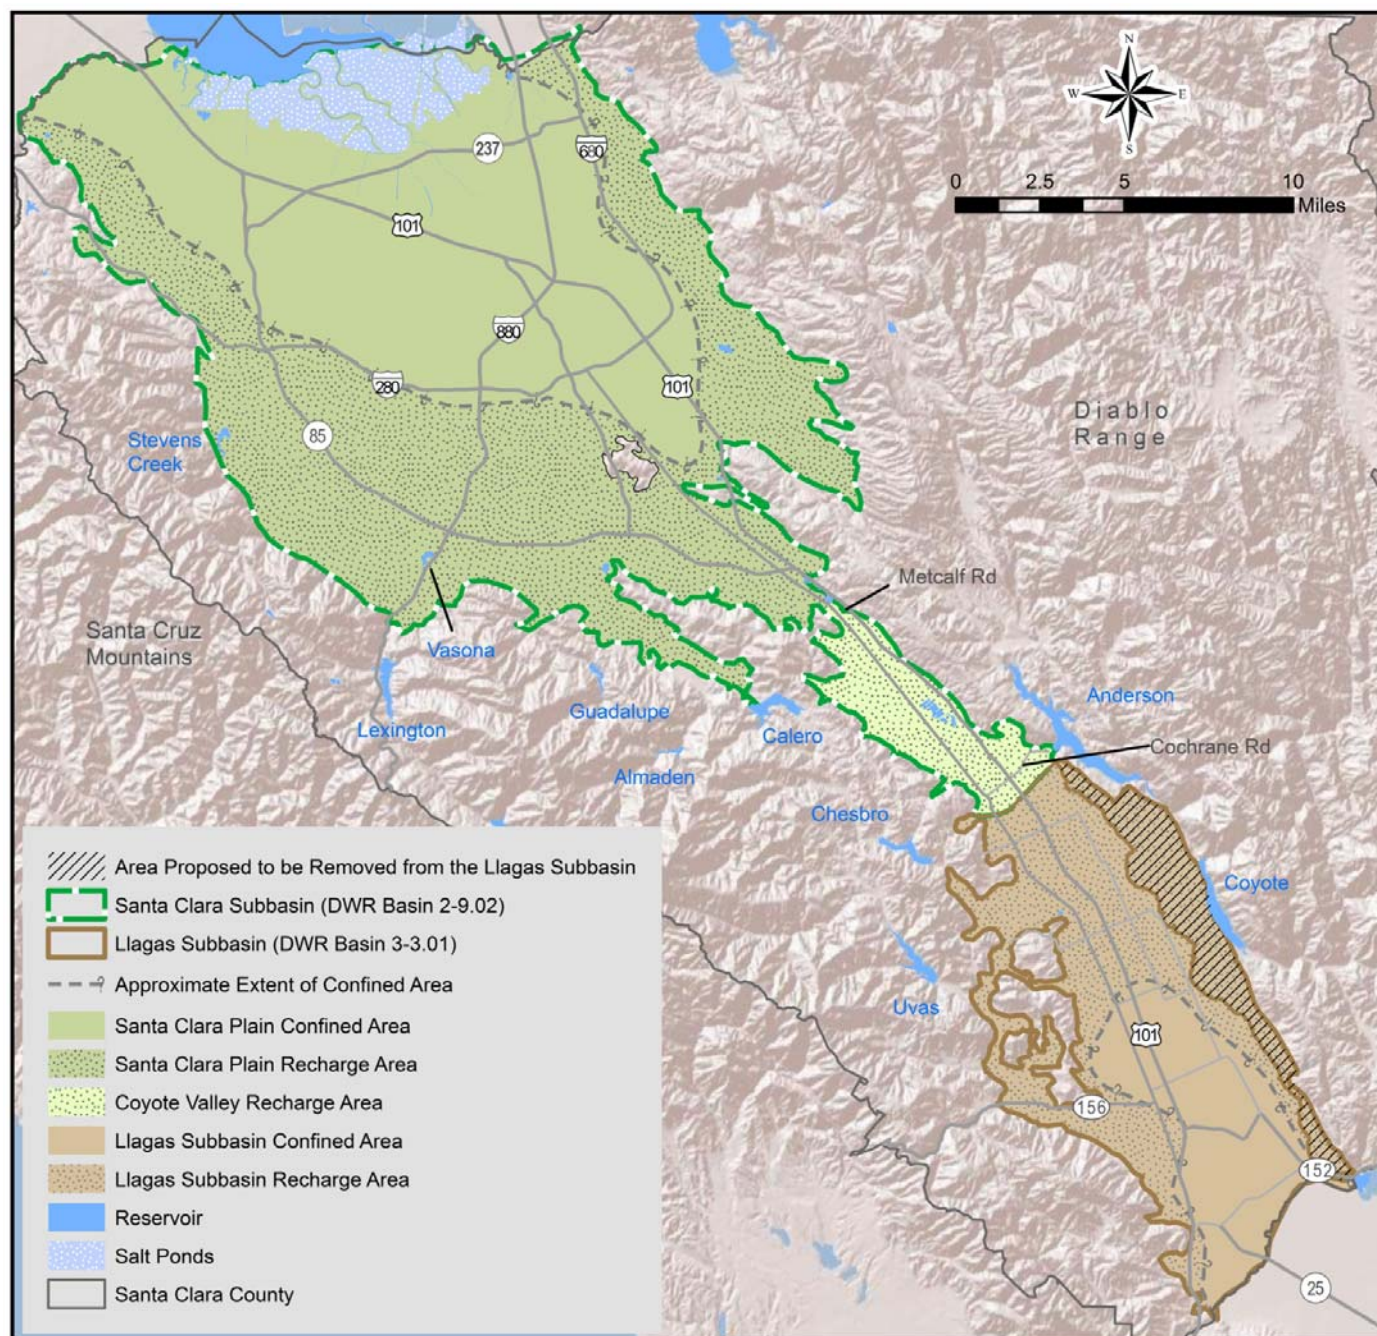 N
W
E
S
0
2.5
5
10
Miles
237
680
101
880
280
101
85
Stevens
Creek
Diablo
Range
Metcalf Rd
Santa Cruz
Mountains
Vasona
Lexington
Guadalupe
Calero
Almaden
Anderson
Cochrane Rd
Chesbro
Coyote
Uvas
101
156
152
25
Area Proposed to be Removed from the Llagas Subbasin
Santa Clara Subbasin (DWR Basin 2-9.02)
Llagas Subbasin (DWR Basin 3-3.01)
Approximate Extent of Confined Area
Santa Clara Plain Confined Area
Santa Clara Plain Recharge Area
Coyote Valley Recharge Area
Llagas Subbasin Confined Area
Llagas Subbasin Recharge Area
Reservoir
Salt Ponds
Santa Clara County